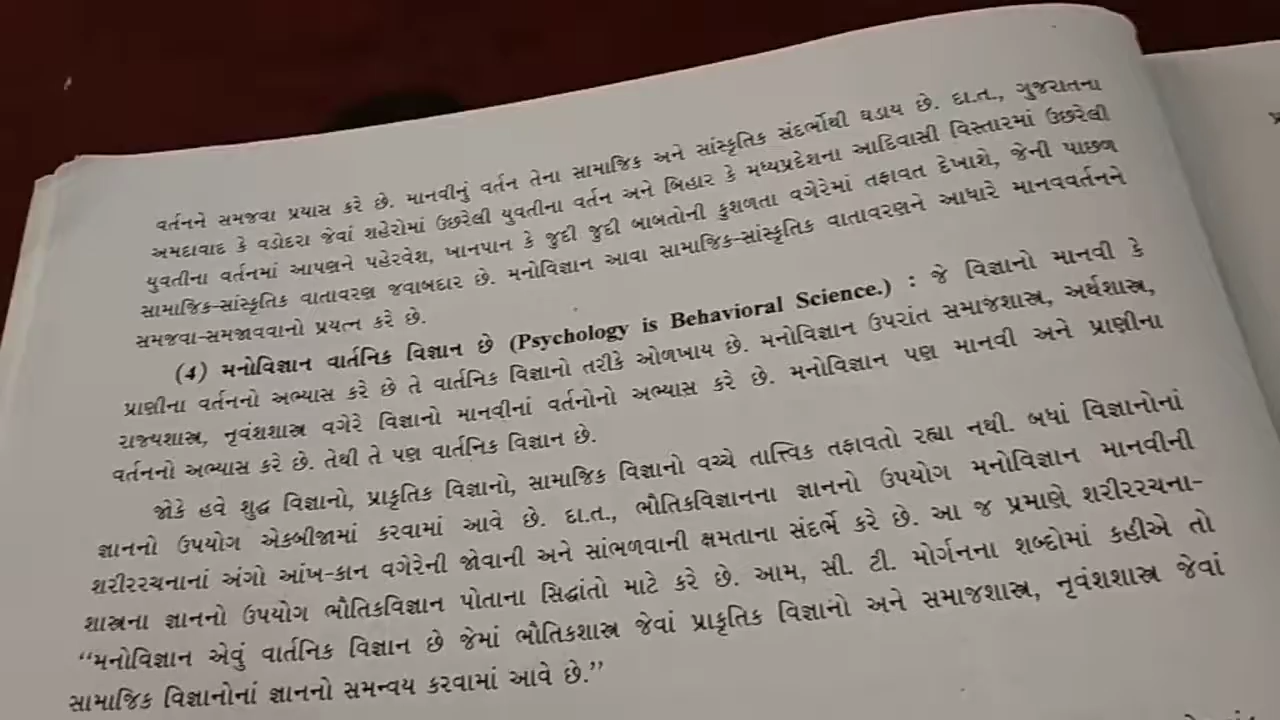 વર્તનને સમજવા પ્રયાસ કરે છે. માનવીનું વર્તન તેના સામાજિક અને સાંસ્કૃતિક સંદર્ભોથી ઘડાય છે. દા.ત., ગુજરાતના
અમદાવાદ કે વડોદરા જેવાં શહેરોમાં ઉછરેલી યુવતીના વર્તન અને બિહાર કે મધ્યપ્રદેશના આદિવાસી વિસ્તારમાં ઉછરેલી
યુવતીના વર્તનમાં આપણને પહેરવેશ, ખાનપાન કે જુદી જુદી બાબતોની કુશળતા વગેરેમાં તફાવત દેખાશે, જેની પાછળ
સામાજિક-સાંસ્કૃતિક વાતાવરણ જવાબદાર છે. મનોવિજ્ઞાન આવા સામાજિક-સાંસ્કૃતિક વાતાવરણને આધારે માનવવર્તનને
સમજવા-સમજાવવાનો પ્રયત્ન કરે છે.
(4) મનોવિજ્ઞાન વાર્તનિક વિજ્ઞાન છે (Psychology is Behavioral Science.) : જે વિજ્ઞાનો માનવી કે
પ્રાણીના વર્તનનો અભ્યાસ કરે છે તે વાર્તનિક વિજ્ઞાનો તરીકે ઓળખાય છે. મનોવિજ્ઞાન ઉપરાંત સમાજશાસ્ત્ર, અર્થશાસ્ત્ર,
રાજ્યશાસ્ત્ર, નૃવંશશાસ્ત્ર વગેરે વિજ્ઞાનો માનવીનાં વર્તનોનો અભ્યાસ કરે છે. મનોવિજ્ઞાન પણ માનવી અને પ્રાણીના
વર્તનનો અભ્યાસ કરે છે. તેથી તે પણ વાર્તનિક વિજ્ઞાન છે.
જોકે હવે શુદ્ધ વિજ્ઞાનો, પ્રાકૃતિક વિજ્ઞાનો, સામાજિક વિજ્ઞાનો વચ્ચે તાત્ત્વિક તફાવતો રહ્યા નથી. બધાં વિજ્ઞાનોનાં
જ્ઞાનનો ઉપયોગ એકબીજામાં કરવામાં આવે છે. દા.ત., ભૌતિકવિજ્ઞાનના જ્ઞાનનો ઉપયોગ મનોવિજ્ઞાન માનવીની
શરીરરચનાનાં અંગો આંખ-કાન વગેરેની જોવાની અને સાંભળવાની ક્ષમતાના સંદર્ભે કરે છે. આ જ પ્રમાણે શરીરરચના-
શાસ્ત્રના જ્ઞાનનો ઉપયોગ ભૌતિકવિજ્ઞાન પોતાના સિદ્ધાંતો માટે કરે છે. આમ, સી. ટી. મોર્ગનના શબ્દોમાં કહીએ તો
“મનોવિજ્ઞાન એવું વાર્તનિક વિજ્ઞાન છે જેમાં ભૌતિકશાસ્ત્ર જેવાં પ્રાકૃતિક વિજ્ઞાનો અને સમાજશાસ્ત્ર, નૃવંશશાસ્ત્ર જેવાં
સામાજિક વિજ્ઞાનોનાં જ્ઞાનનો સમન્વય કરવામાં આવે છે.”